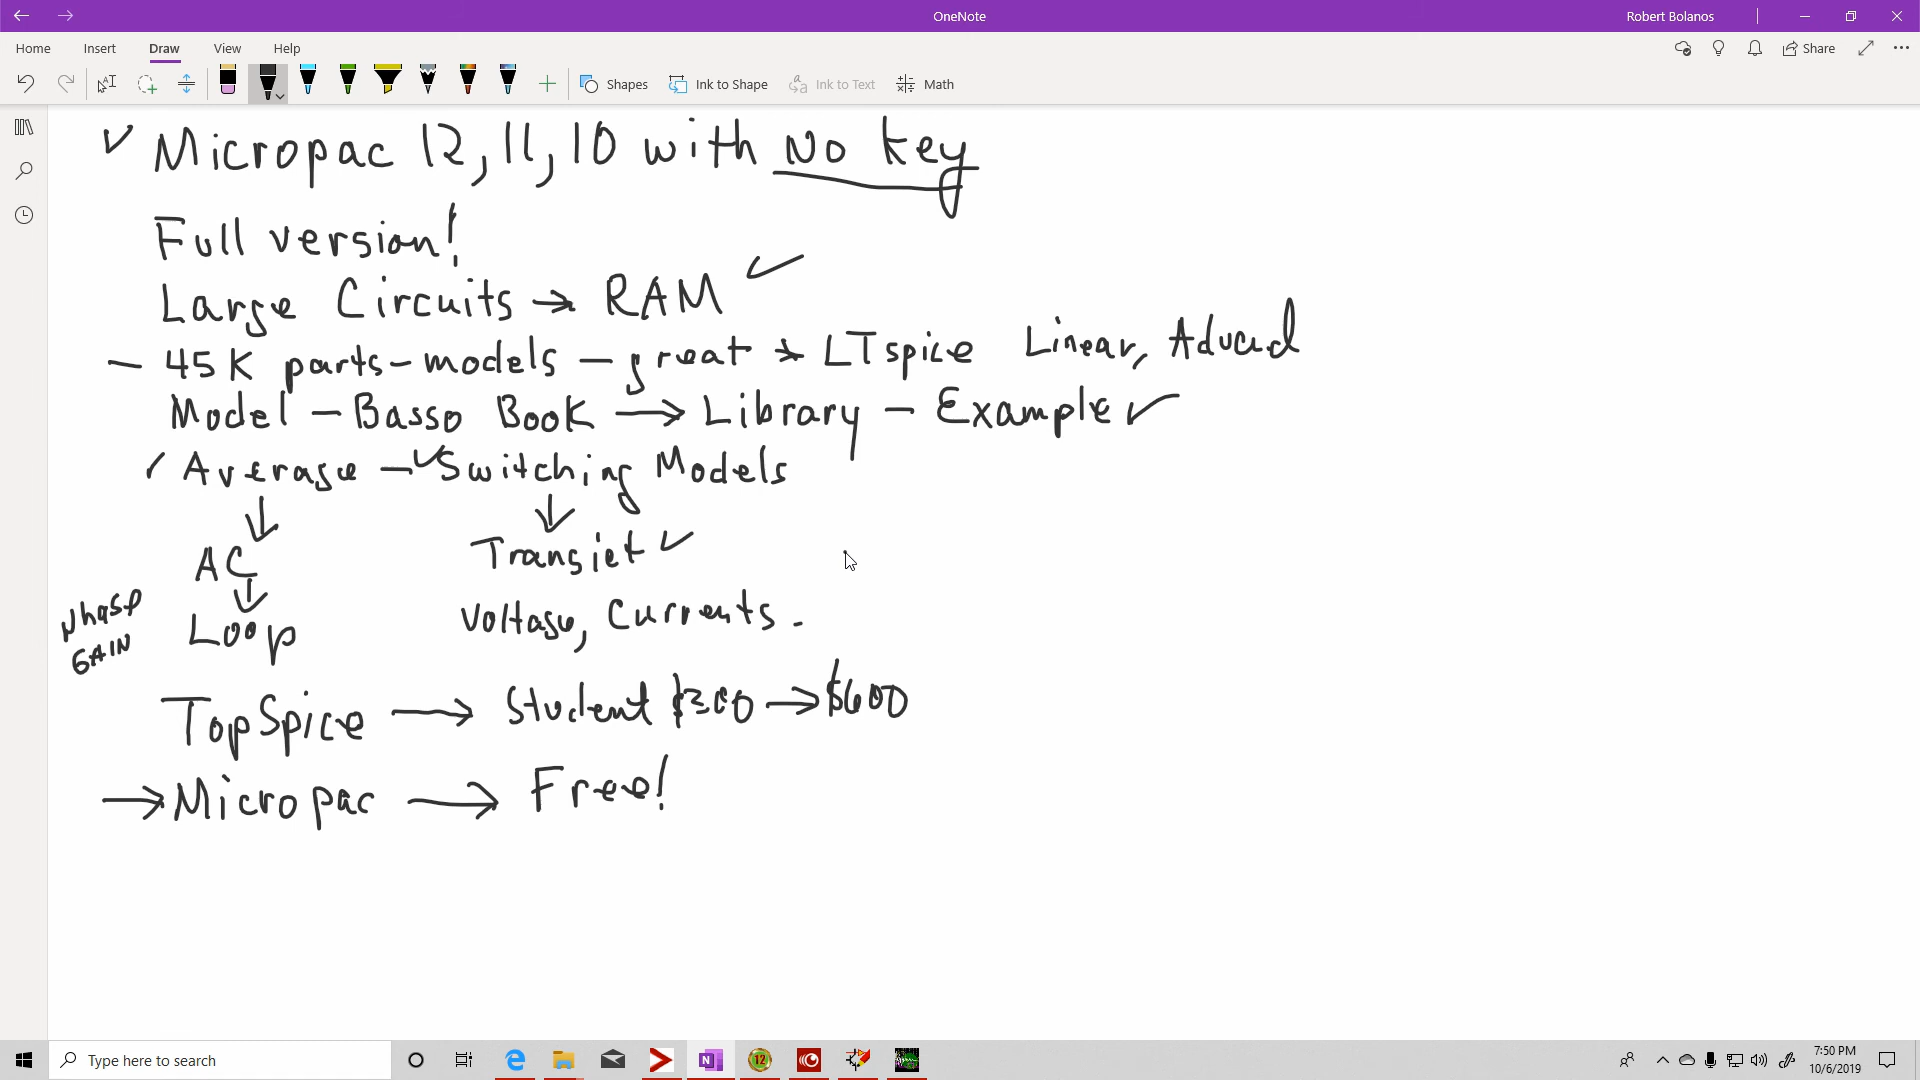 OneNote
Robert Bolanos
Home Insert Draw View Help
Share
Shapes Ink to Shape Ink to Text Math
Micropac 12, 11, 10 with No key
Full version!
Large Circuits → RAM ✓
- 45K parts-models - great → LTspice Linear,
Model - Basso Book → Library - Example ✓
✓ Average - ✓ Switching Models
↓ ↓
AC Transiet ✓
↓
Phase
GAIN
Loop Voltage, Currents.
TopSpice → Student $300 → $600
→ Micropac → Free!
Type here to search
12
7:50 PM
10/6/2019